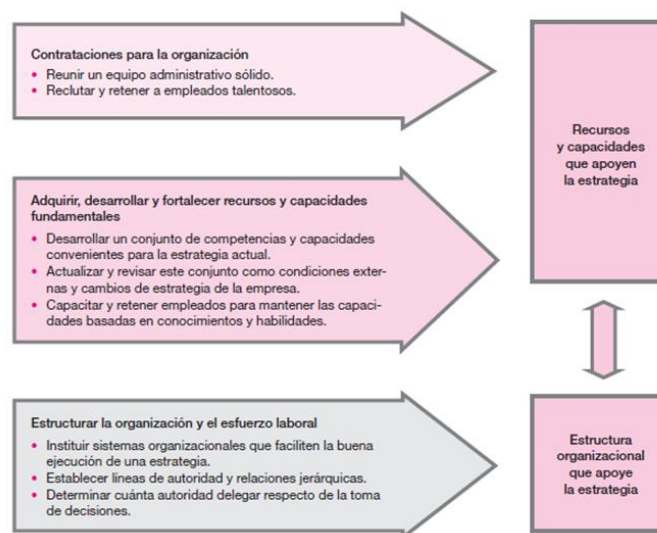 Contrataciones para la organización
• Reunir un equipo administrativo sólido.
• Reclutar y retener a empleados talentosos.
Recursos
y capacidades
que apoyen
la estrategia
Adquirir, desarrollar y fortalecer recursos y capacidades
fundamentales
• Desarrollar un conjunto de competencias y capacidades
convenientes para la estrategia actual.
• Actualizar y revisar este conjunto como condiciones exter-
nas y cambios de estrategia de la empresa.
• Capacitar y retener empleados para mantener las capaci-
dades basadas en conocimientos y habilidades.
Estructurar la organización y el esfuerzo laboral
• Instituir sistemas organizacionales que faciliten la buena
ejecución de una estrategia.
• Establecer líneas de autoridad y relaciones jerárquicas.
• Determinar cuánta autoridad delegar respecto de la toma
de decisiones.
Estructura
organizacional
que apoye
la estrategia